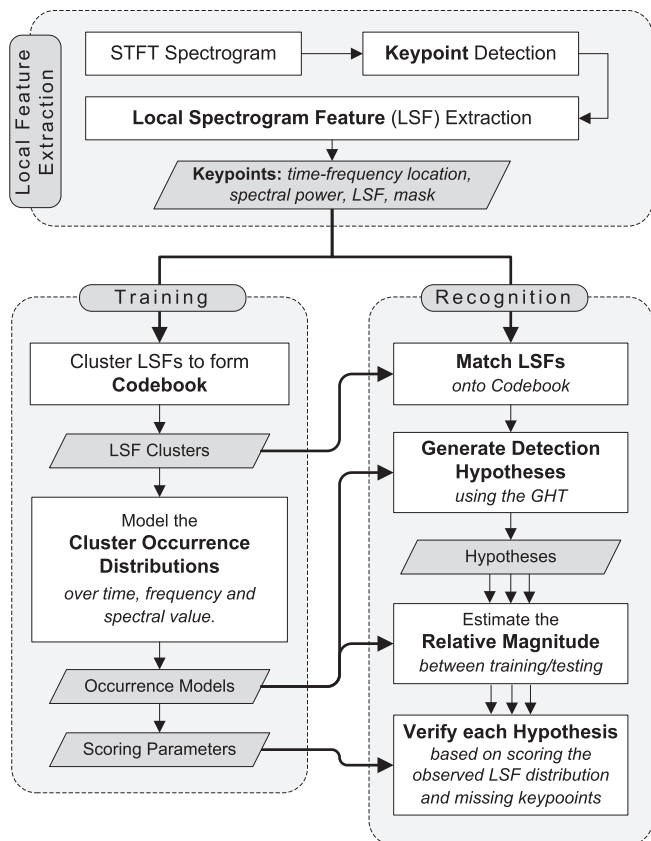 Local Feature
Extraction
STFT Spectrogram
Keypoint Detection
Local Spectrogram Feature (LSF) Extraction
Keypoints: time-frequency location,
spectral power, LSF, mask
Training
Cluster LSFs to form
Codebook
LSF Clusters
Model the
Cluster Occurrence
Distributions
over time, frequency and
spectral value.
Occurrence Models
Scoring Parameters
Recognition
Match LSFs
onto Codebook
Generate Detection
Hypotheses
using the GHT
Hypotheses
Estimate the
Relative Magnitude
between training/testing
Verify each Hypothesis
based on scoring the
observed LSF distribution
and missing keypooints